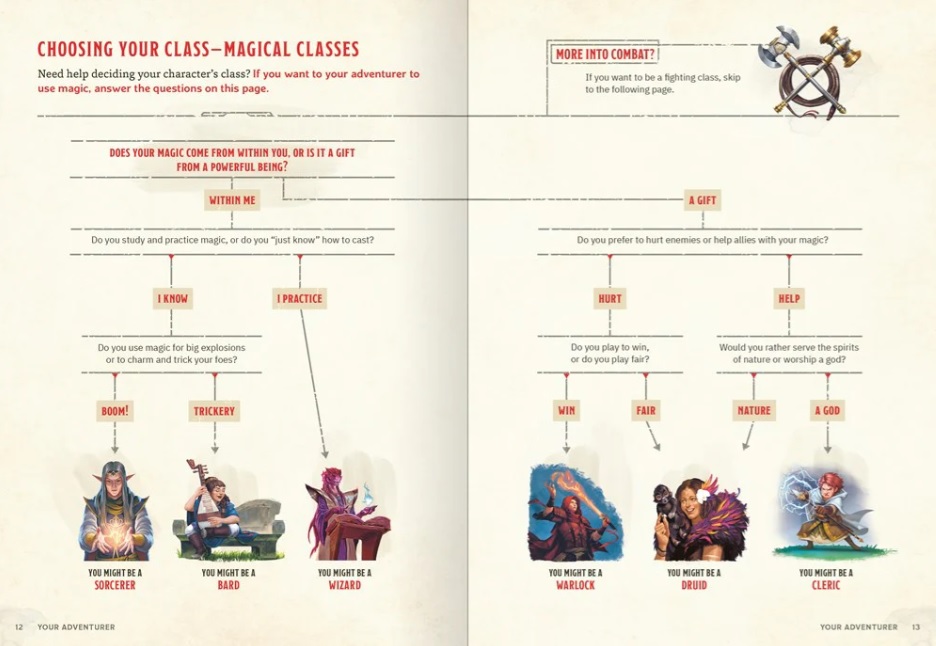 CHOOSING YOUR CLASS—MAGICAL CLASSES
Need help deciding your character's class? If you want to your adventurer to
use magic, answer the questions on this page.
MORE INTO COMBAT?
If you want to be a fighting class, skip
to the following page.
DOES YOUR MAGIC COME FROM WITHIN YOU, OR IS IT A GIFT
FROM A POWERFUL BEING?
WITHIN ME
A GIFT
Do you study and practice magic, or do you “just know” how to cast?
Do you prefer to hurt enemies or help allies with your magic?
I KNOW
I PRACTICE
HURT
HELP
Do you use magic for big explosions
or to charm and trick your foes?
Do you play to win,
or do you play fair?
Would you rather serve the spirits
of nature or worship a god?
BOOM!
TRICKERY
WIN
FAIR
NATURE
A GOD
YOU MIGHT BE A
SORCERER
YOU MIGHT BE A
BARD
YOU MIGHT BE A
WIZARD
YOU MIGHT BE A
WARLOCK
YOU MIGHT BE A
DRUID
YOU MIGHT BE A
CLERIC
12 YOUR ADVENTURER
YOUR ADVENTURER 13